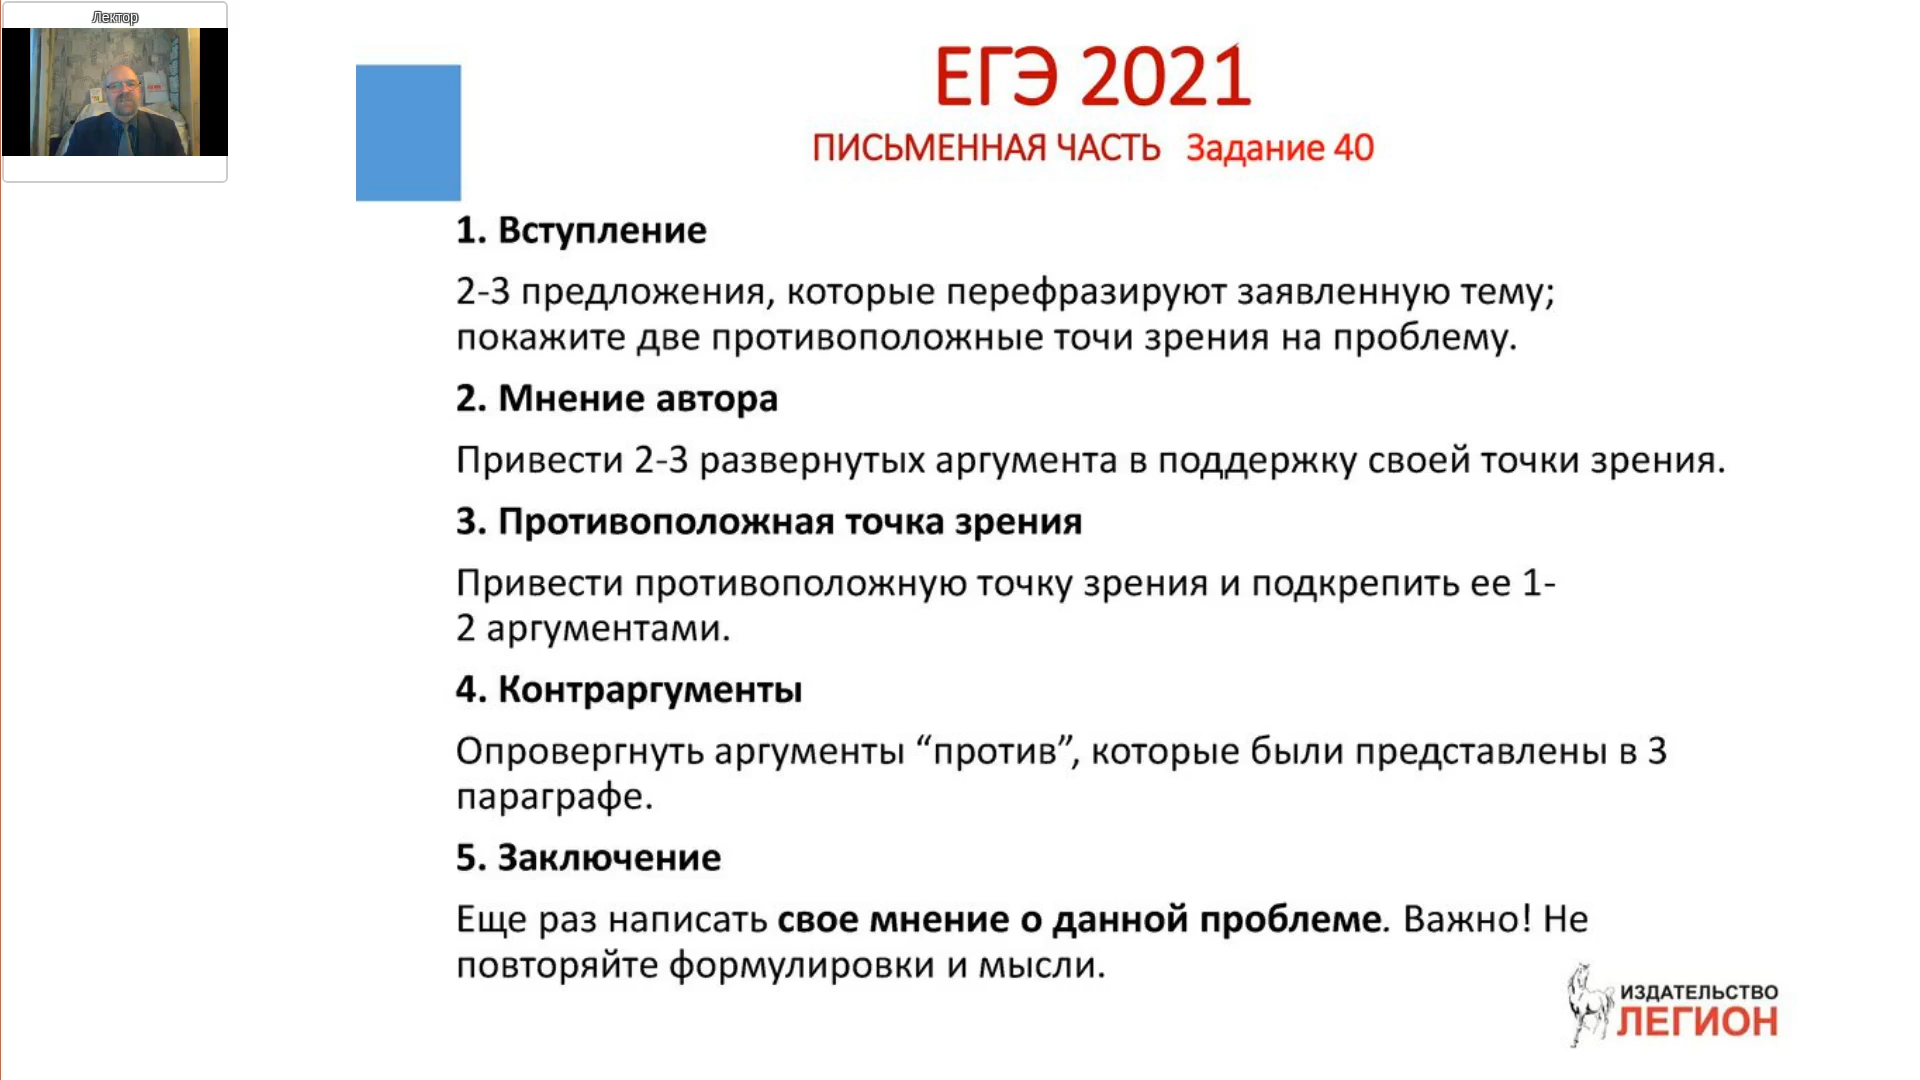 Лектор
ЕГЭ 2021
ПИСЬМЕННАЯ ЧАСТЬ Задание 40
1. Вступление
2-3 предложения, которые перефразируют заявленную тему;
покажите две противоположные точи зрения на проблему.
2. Мнение автора
Привести 2-3 развернутых аргумента в поддержку своей точки зрения.
3. Противоположная точка зрения
Привести противоположную точку зрения и подкрепить ее 1-
2 аргументами.
4. Контраргументы
Опровергнуть аргументы “против”, которые были представлены в 3
параграфе.
5. Заключение
Еще раз написать свое мнение о данной проблеме. Важно! Не
повторяйте формулировки и мысли.
ИЗДАТЕЛЬСТВО
ЛЕГИОН